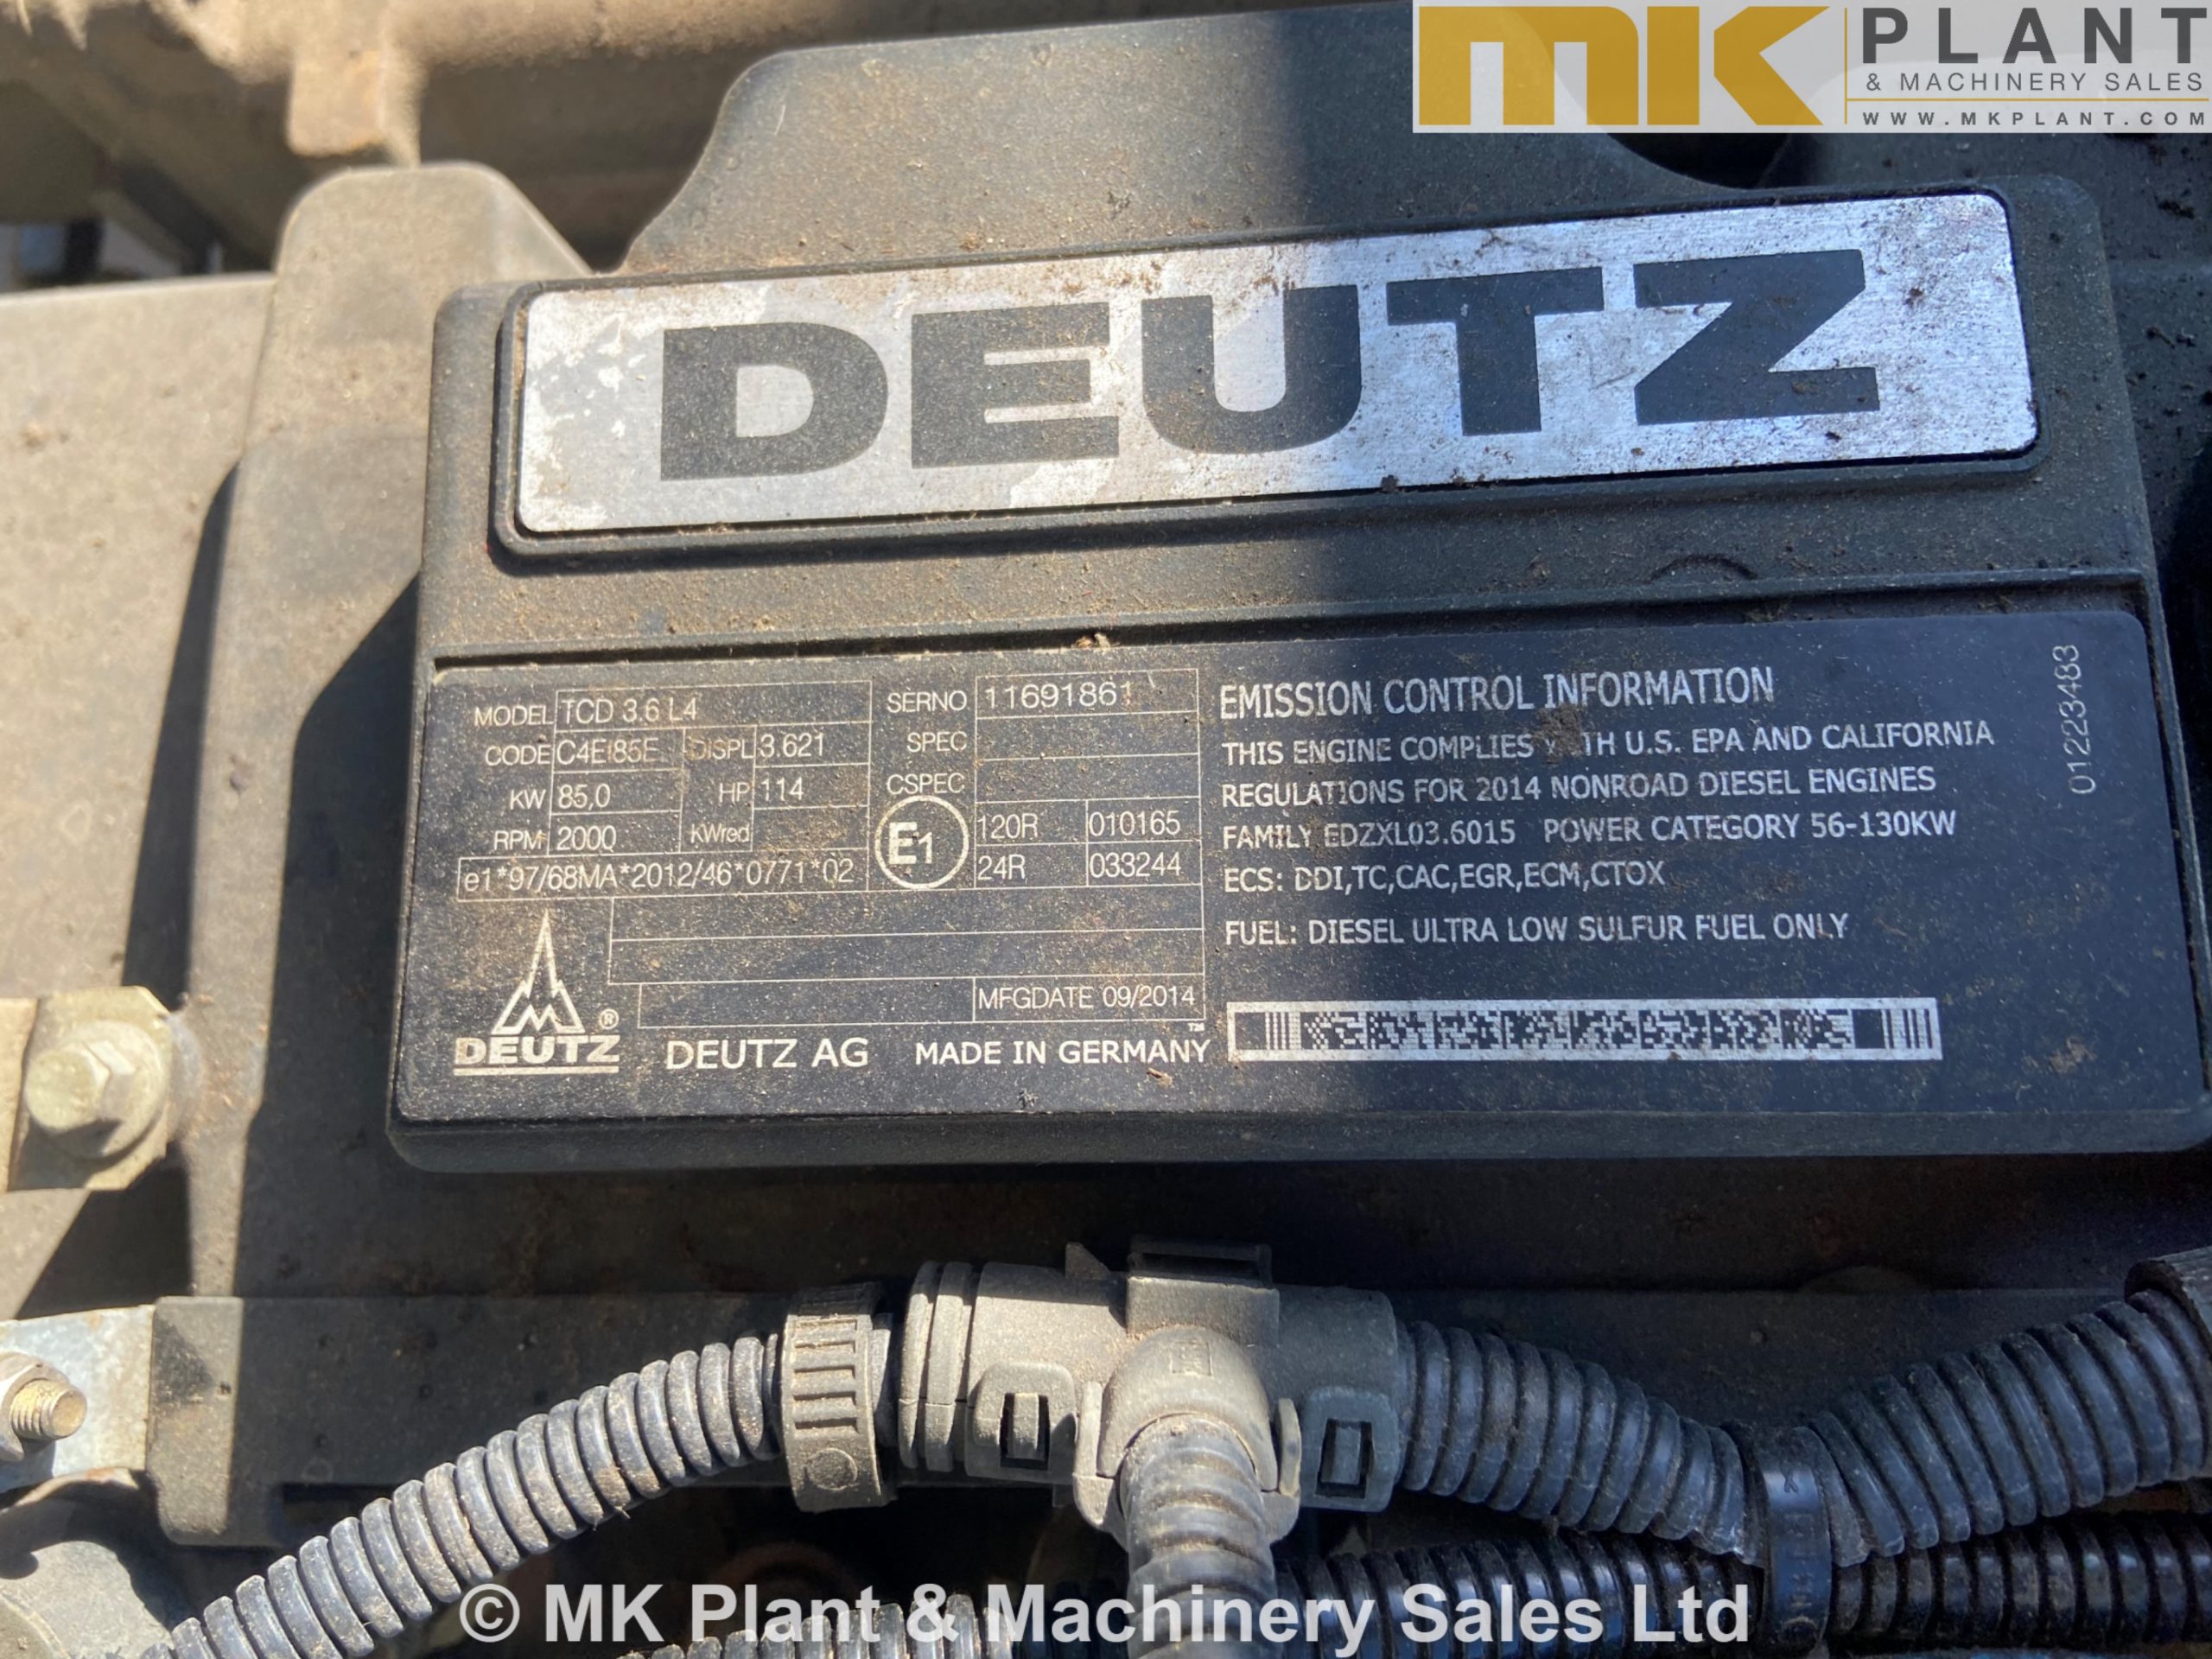 MK PLANT
& MACHINERY SALES
WWW.MKPLANT.COM
DEUTZ
MODEL TCD 3.6 L4
CODE C4EI85E DISPL 3.621
KW 85,0 HP 114
RPM 2000 KWred
e1*97/68MA*2012/46*0771*02
SERNO 11691861
SPEC
CSPEC
E1 120R 010165
24R 033244
MFGDATE 09/2014
DEUTZ ® DEUTZ AG MADE IN GERMANY
EMISSION CONTROL INFORMATION
THIS ENGINE COMPLIES U.S. EPA AND CALIFORNIA
REGULATIONS FOR 2014 NONROAD DIESEL ENGINES
FAMILY EDZXL03.6015 POWER CATEGORY 56-130KW
ECS: DDI,TC,CAC,EGR,ECM,CTOX
FUEL: DIESEL ULTRA LOW SULFUR FUEL ONLY
01223483
© MK Plant & Machinery Sales Ltd